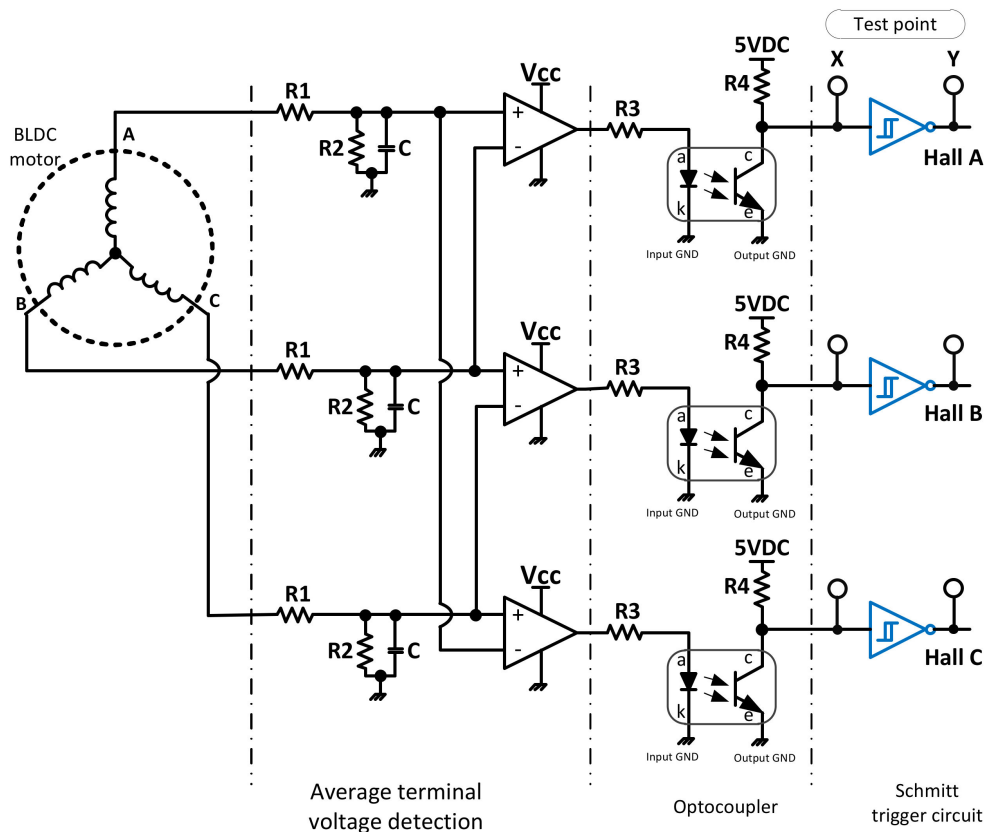 Test point
X
Y
5VDC
R4
Vcc
R1
R3
A
BLDC
motor
R2
C
+
-
a
c
k
e
Hall A
Input GND
Output GND
B
C
5VDC
R4
Vcc
R1
R3
+
-
R2
C
a
c
k
e
Hall B
Input GND
Output GND
5VDC
R4
Vcc
R1
R3
+
-
R2
C
a
c
k
e
Hall C
Input GND
Output GND
Average terminal
voltage detection
Optocoupler
Schmitt
trigger circuit